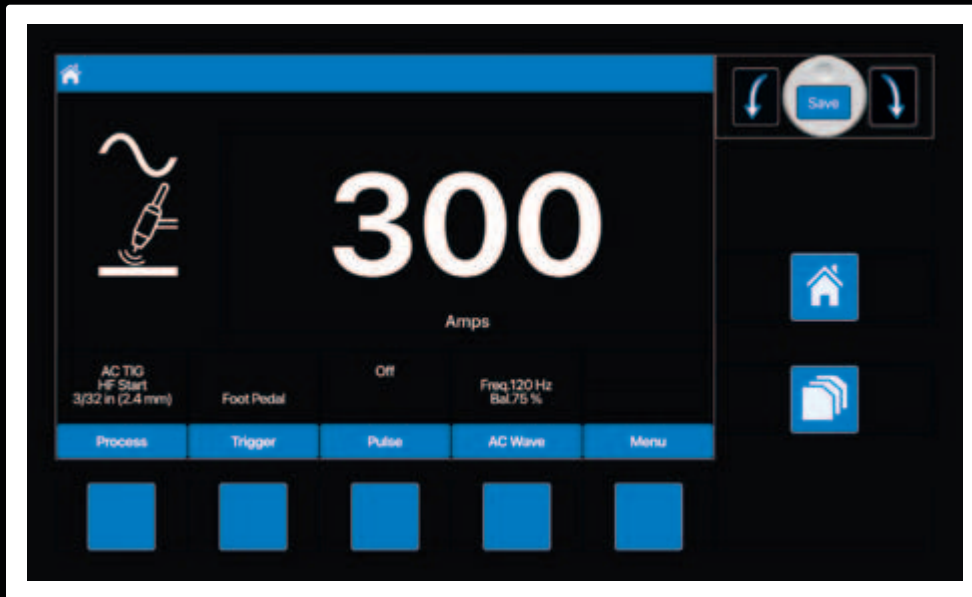 Save
300
Amps
AC TIG
HF Start
3/32 in (2.4 mm)
Foot Pedal
Off
Freq.120 Hz
Bal.75 %
Process
Trigger
Pulse
AC Wave
Menu